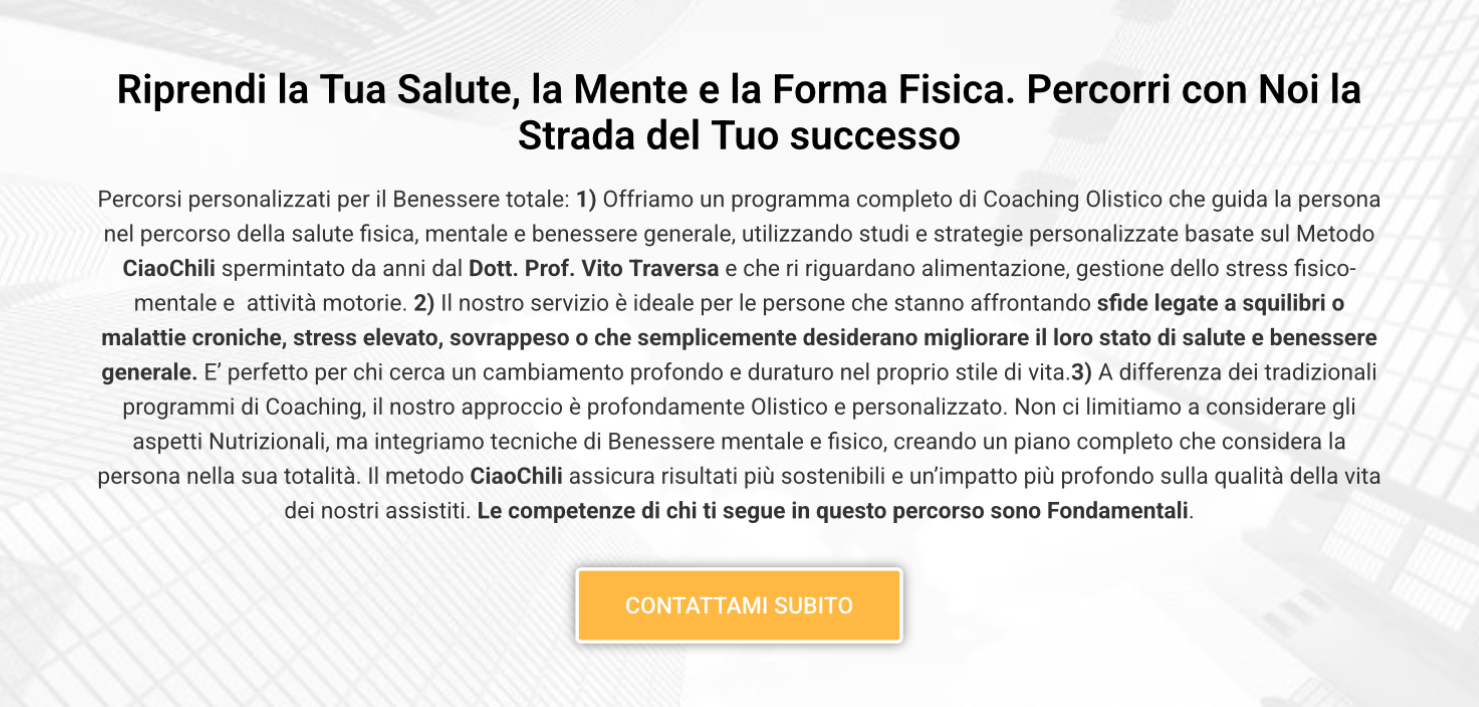 Riprendi la Tua Salute, la Mente e la Forma Fisica. Percorri con Noi la
Strada del Tuo successo
Percorsi personalizzati per il Benessere totale: 1) Offriamo un programma completo di Coaching Olistico che guida la persona
nel percorso della salute fisica, mentale e benessere generale, utilizzando studi e strategie personalizzate basate sul Metodo
CiaoChili spermintato da anni dal Dott. Prof. Vito Traversa e che ri riguardano alimentazione, gestione dello stress fisico-
mentale e  attività motorie. 2) Il nostro servizio è ideale per le persone che stanno affrontando sfide legate a squilibri o
malattie croniche, stress elevato, sovrappeso o che semplicemente desiderano migliorare il loro stato di salute e benessere
generale. E’ perfetto per chi cerca un cambiamento profondo e duraturo nel proprio stile di vita.3) A differenza dei tradizionali
programmi di Coaching, il nostro approccio è profondamente Olistico e personalizzato. Non ci limitiamo a considerare gli
aspetti Nutrizionali, ma integriamo tecniche di Benessere mentale e fisico, creando un piano completo che considera la
persona nella sua totalità. Il metodo CiaoChili assicura risultati più sostenibili e un’impatto più profondo sulla qualità della vita
dei nostri assistiti. Le competenze di chi ti segue in questo percorso sono Fondamentali.
CONTATTAMI SUBITO